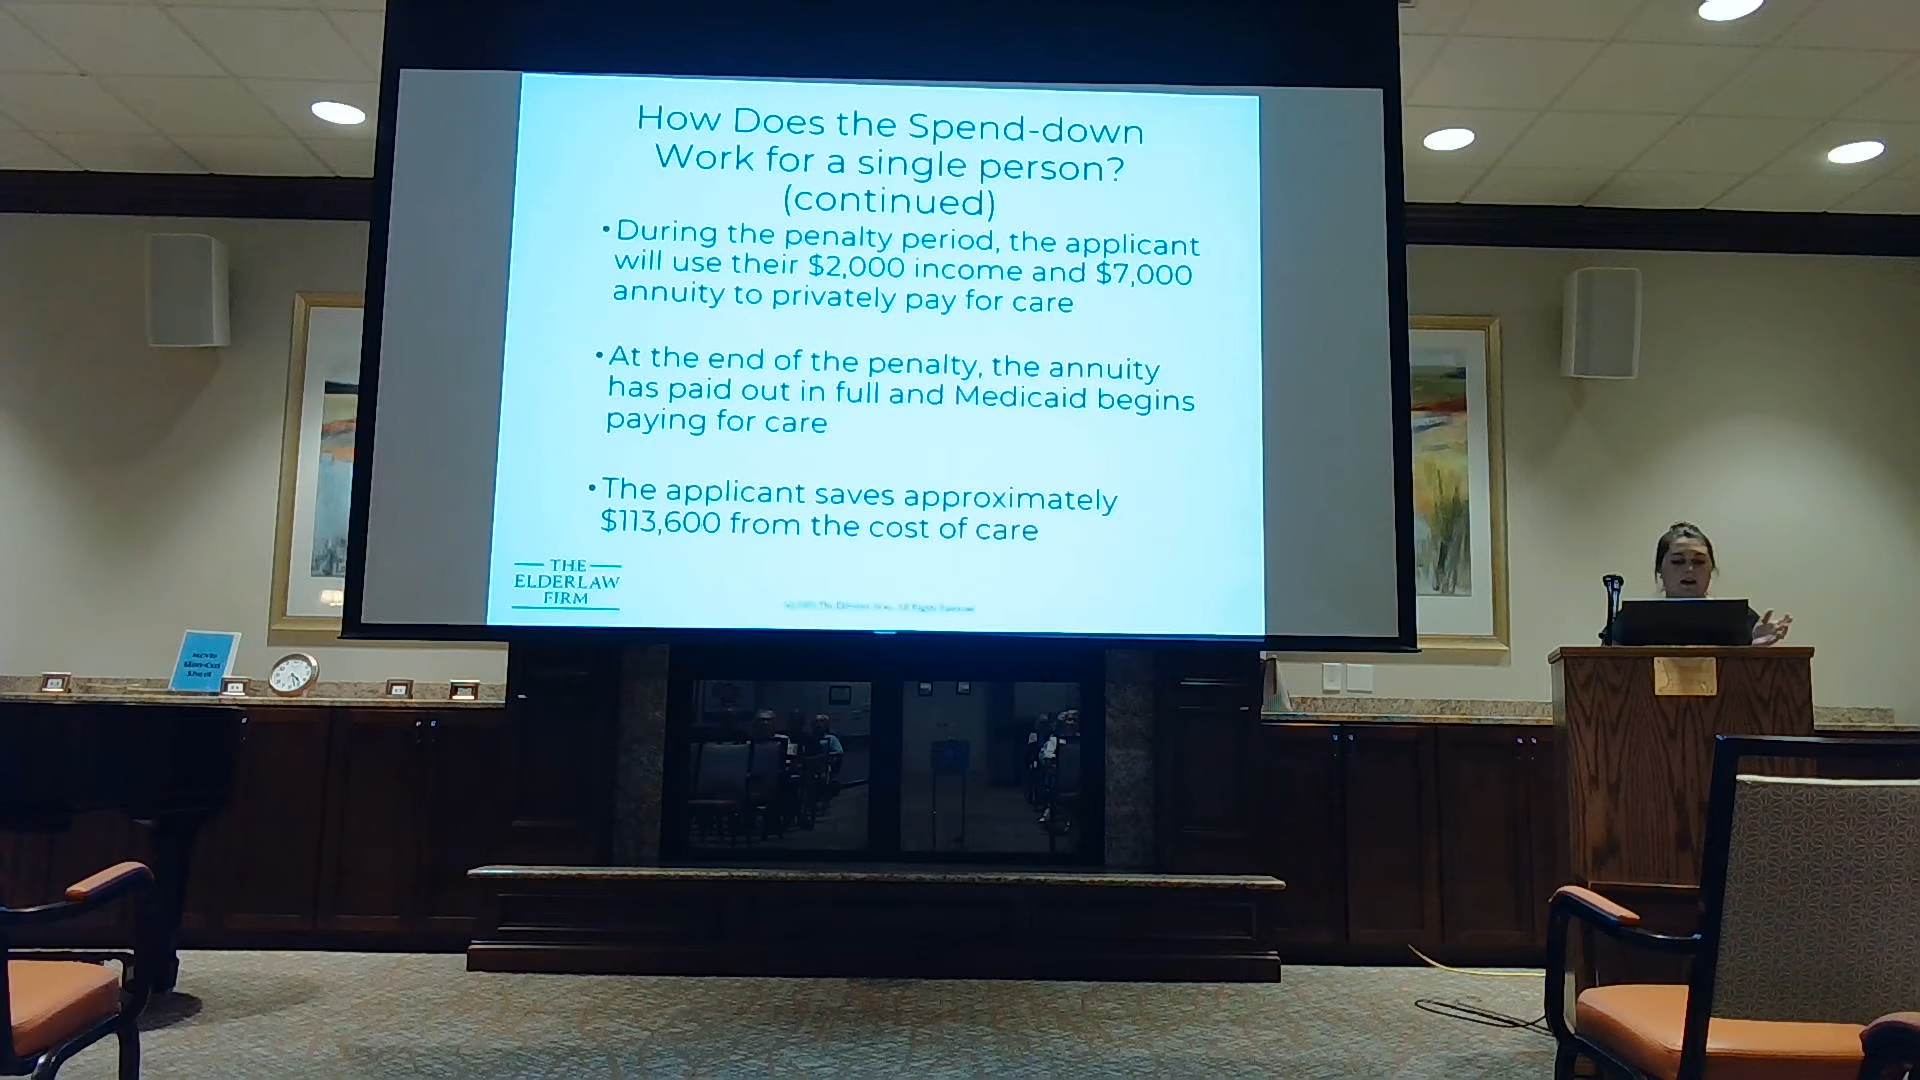 How Does the Spend-down
Work for a single person?
(continued)
•During the penalty period, the applicant
will use their $2,000 income and $7,000
annuity to privately pay for care
•At the end of the penalty, the annuity
has paid out in full and Medicaid begins
paying for care
•The applicant saves approximately
$113,600 from the cost of care
THE
ELDERLAW
FIRM
All Rights Reserved